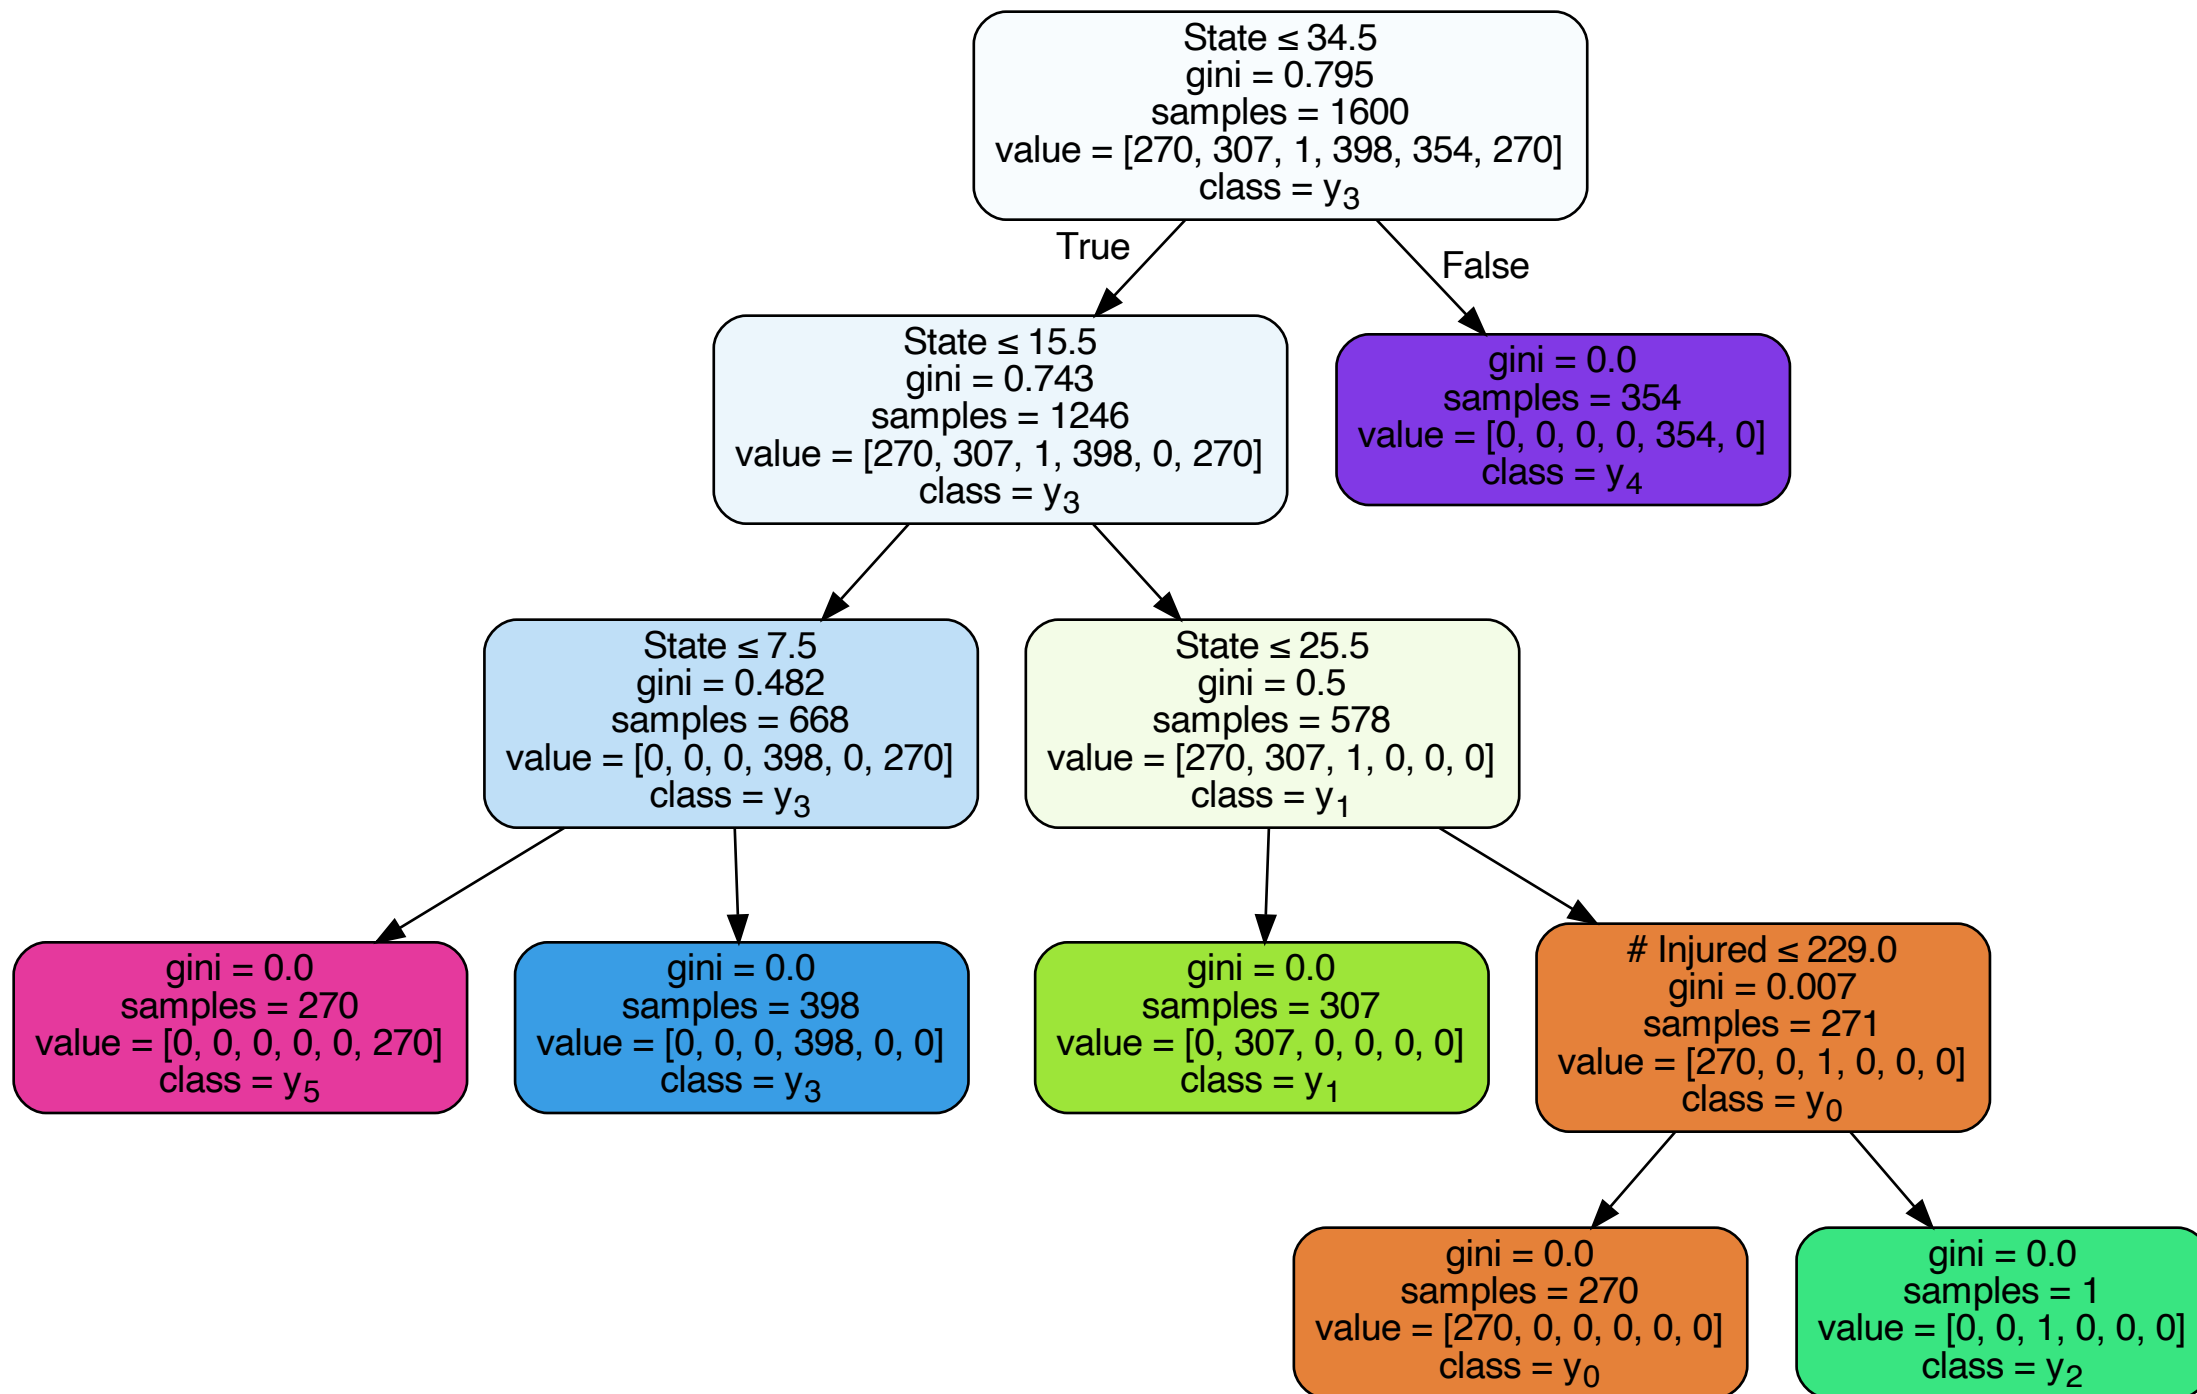 State ≤ 34.5
gini = 0.795
samples = 1600
value = [270, 307, 1, 398, 354, 270]
class = y3
True
False
State ≤ 15.5
gini = 0.743
samples = 1246
value = [270, 307, 1, 398, 0, 270]
class = y3
gini = 0.0
samples = 354
value = [0, 0, 0, 0, 354, 0]
class = y4
State ≤ 7.5
gini = 0.482
samples = 668
value = [0, 0, 0, 398, 0, 270]
class = y3
State ≤ 25.5
gini = 0.5
samples = 578
value = [270, 307, 1, 0, 0, 0]
class = y1
gini = 0.0
samples = 270
value = [0, 0, 0, 0, 0, 270]
class = y5
gini = 0.0
samples = 398
value = [0, 0, 0, 398, 0, 0]
class = y3
gini = 0.0
samples = 307
value = [0, 307, 0, 0, 0, 0]
class = y1
# Injured ≤ 229.0
gini = 0.007
samples = 271
value = [270, 0, 1, 0, 0, 0]
class = y0
gini = 0.0
samples = 270
value = [270, 0, 0, 0, 0, 0]
class = y0
gini = 0.0
samples = 1
value = [0, 0, 1, 0, 0, 0]
class = y2